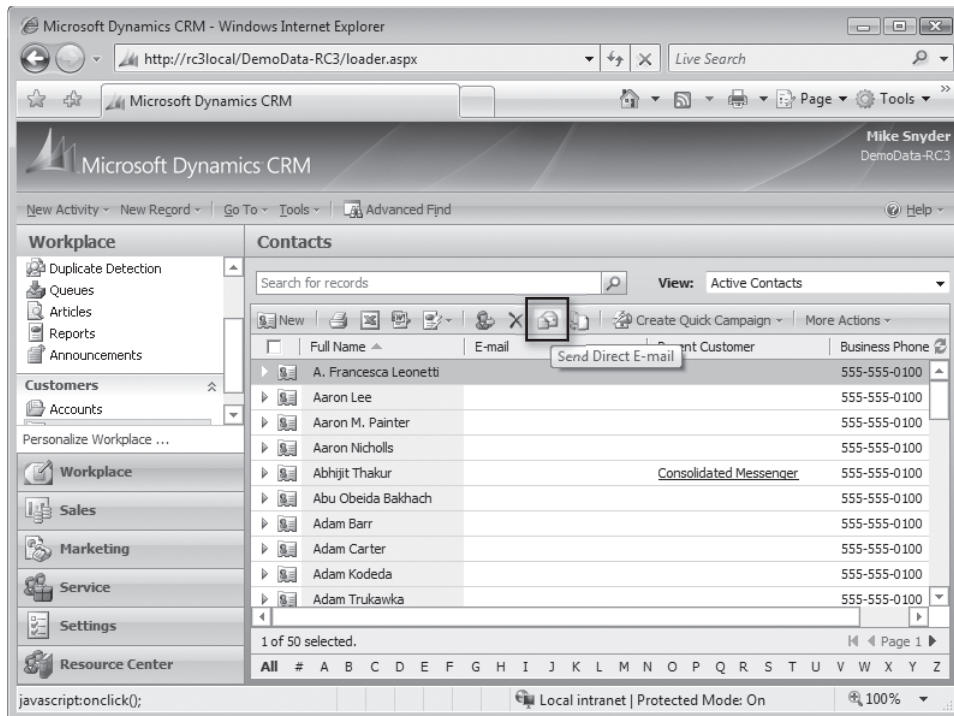 Microsoft Dynamics CRM - Windows Internet Explorer
http://rc3local/DemoData-RC3/loader.aspx
Live Search
Microsoft Dynamics CRM
Page
Tools
Mike Snyder
DemoData-RC3
Microsoft Dynamics CRM
New Activity New Record Go To Tools Advanced Find Help
Workplace
Duplicate Detection
Queues
Articles
Reports
Announcements
Customers
Accounts
Personalize Workplace ...
Workplace
Sales
Marketing
Service
Settings
Resource Center
Contacts
Search for records
View: Active Contacts
New Create Quick Campaign More Actions
Full Name E-mail Customer Business Phone
Send Direct E-mail
A. Francesca Leonetti 555-555-0100
Aaron Lee 555-555-0100
Aaron M. Painter 555-555-0100
Aaron Nicholls 555-555-0100
Abhijit Thakur Consolidated Messenger 555-555-0100
Abu Obeida Bakhach 555-555-0100
Adam Barr 555-555-0100
Adam Carter 555-555-0100
Adam Kodeda 555-555-0100
Adam Trukawka 555-555-0100
1 of 50 selected. Page 1
All # A B C D E F G H I J K L M N O P Q R S T U V W X Y Z
javascript:onclick(); Local intranet | Protected Mode: On 100%